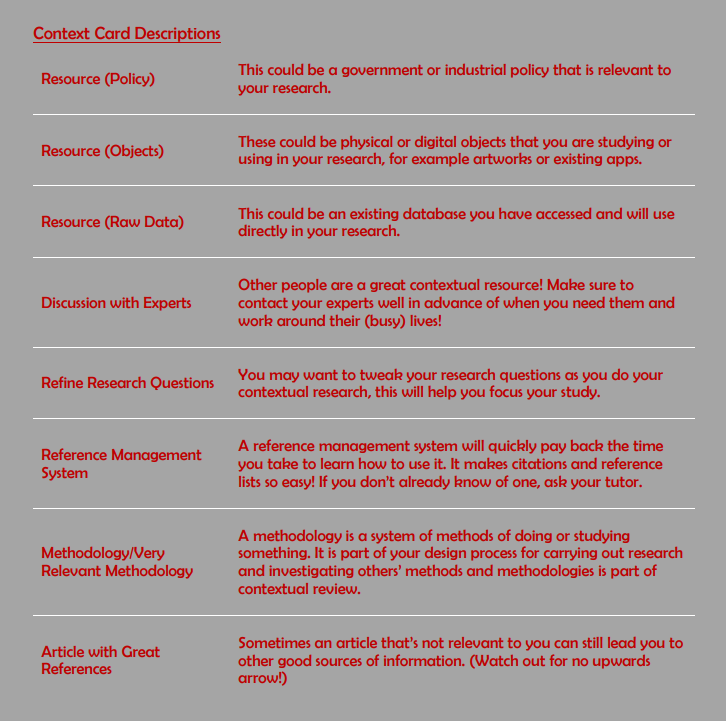 Context Card Descriptions
Resource (Policy)
This could be a government or industrial policy that is relevant to
your research.
Resource (Objects)
These could be physical or digital objects that you are studying or
using in your research, for example artworks or existing apps.
Resource (Raw Data)
This could be an existing database you have accessed and will use
directly in your research.
Discussion with Experts
Other people are a great contextual resource! Make sure to
contact your experts well in advance of when you need them and
work around their (busy) lives!
Refine Research Questions
You may want to tweak your research questions as you do your
contextual research, this will help you focus your study.
Reference Management
System
A reference management system will quickly pay back the time
you take to learn how to use it. It makes citations and reference
lists so easy! If you don't already know of one, ask your tutor.
Methodology/Very
Relevant Methodology
A methodology is a system of methods of doing or studying
something. It is part of your design process for carrying out research
and investigating others' methods and methodologies is part of
contextual review.
Article with Great
References
Sometimes an article that's not relevant to you can still lead you to
other good sources of information. (Watch out for no upwards
arrow!)